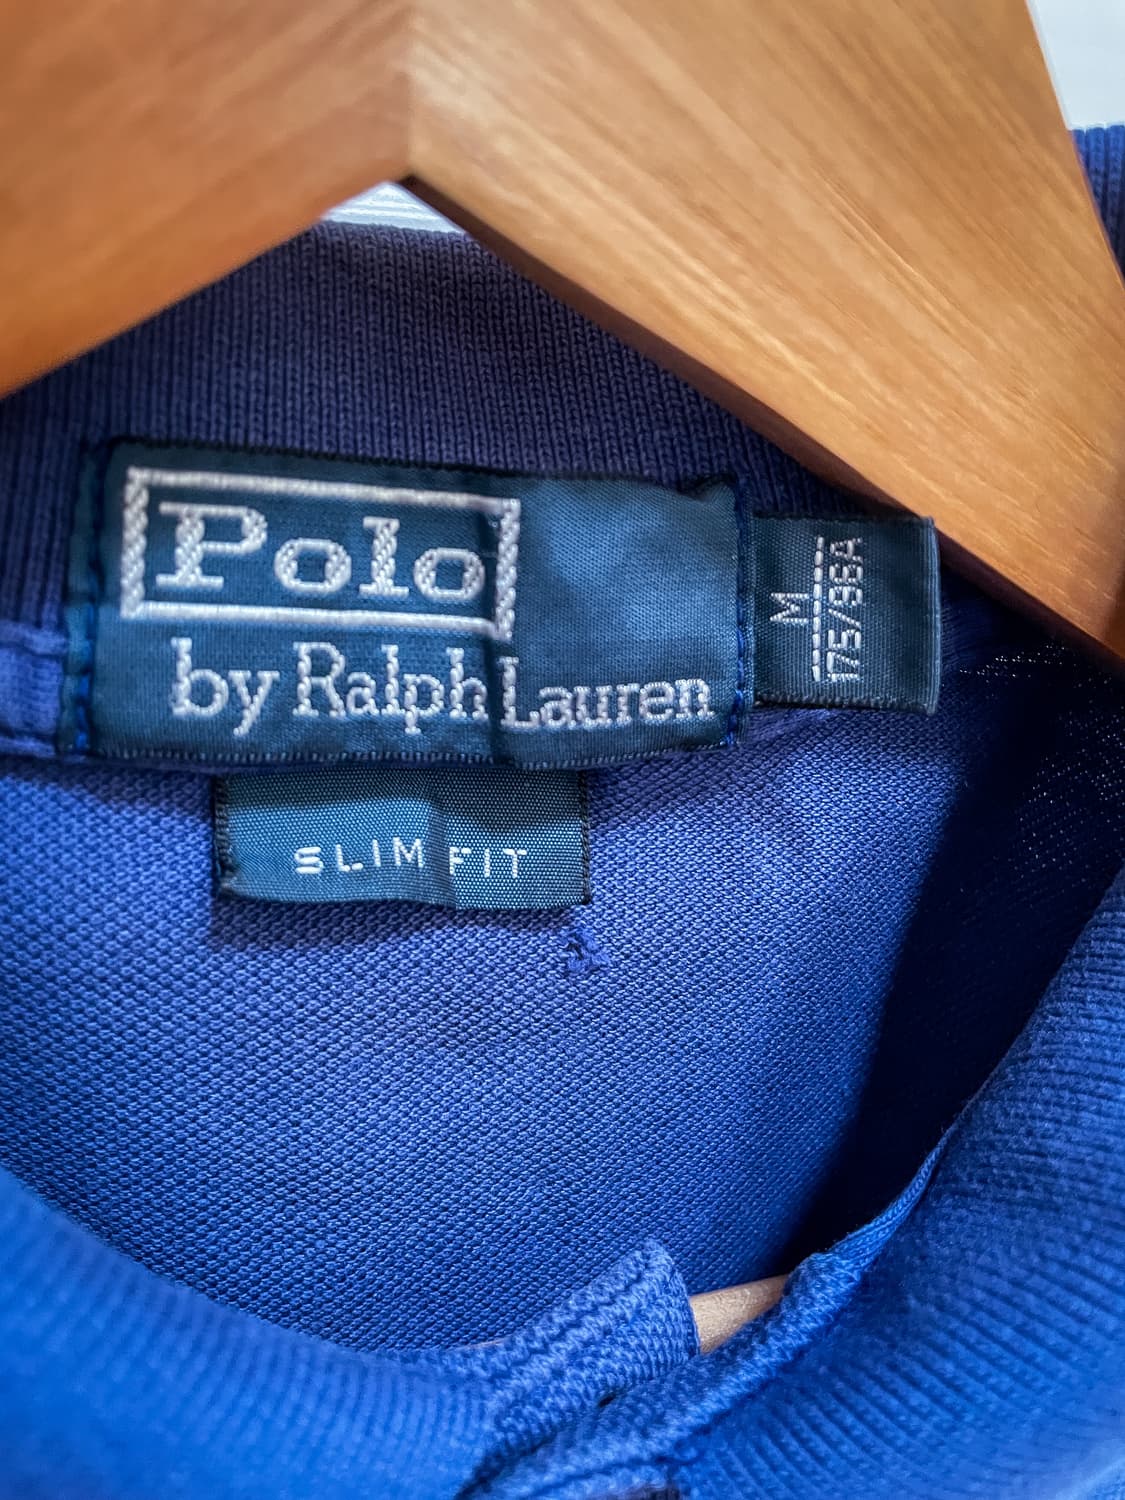 Polo
by Ralph Lauren
M
175/96A
SLIM FIT